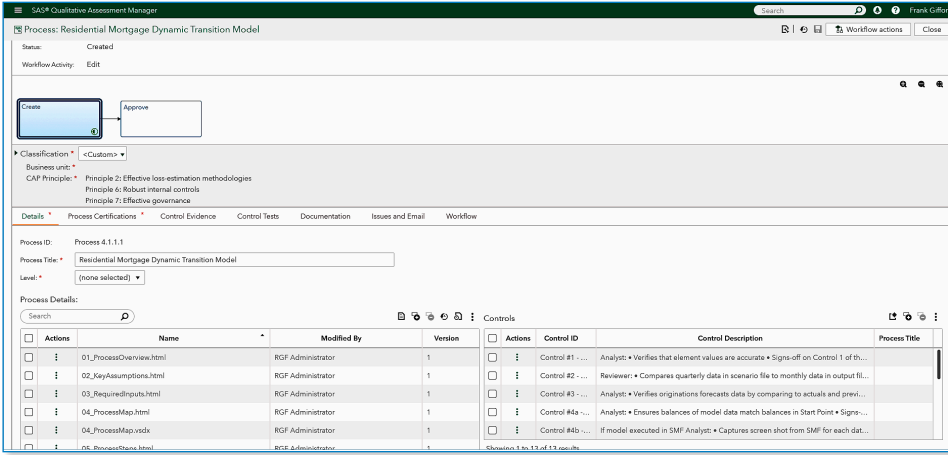 SAS® Qualitative Assessment Manager
Search
Frank Giffor
Process: Residential Mortgage Dynamic Transition Model
Workflow actions
Close
Status: Created
Workflow Activity: Edit
Create
Approve
Classification * <Custom>
Business unit: *
CAP Principle: * Principle 2: Effective loss-estimation methodologies
Principle 6: Robust internal controls
Principle 7: Effective governance
Details * Process Certifications * Control Evidence Control Tests Documentation Issues and Email Workflow
Process ID: Process 4.1.1.1
Process Title: * Residential Mortgage Dynamic Transition Model
Level: * (none selected)
Process Details:
Search
Actions Name Modified By Version
01_ProcessOverview.html RGF Administrator 1
02_KeyAssumptions.html RGF Administrator 1
03_RequiredInputs.html RGF Administrator 1
04_ProcessMap.html RGF Administrator 1
04_ProcessMap.vsdx RGF Administrator 1
05_ProcessSteps.html RGF Administrator 1
Controls
Actions Control ID Control Description Process Title
Control #1 - ... Analyst: • Verifies that element values are accurate • Signs-off on Control 1 of th...
Control #2 - ... Reviewer: • Compares quarterly data in scenario file to monthly data in output fil...
Control #3 - ... Analyst: • Verifies originations forecasts data by comparing to actuals and previ...
Control #4a -... Analyst: • Ensures balances of model data match balances in Start Point • Signs-...
Control #4b -... If model executed in SMF Analyst: • Captures screen shot from SMF for each dat...
Showing 1 to 13 of 13 results